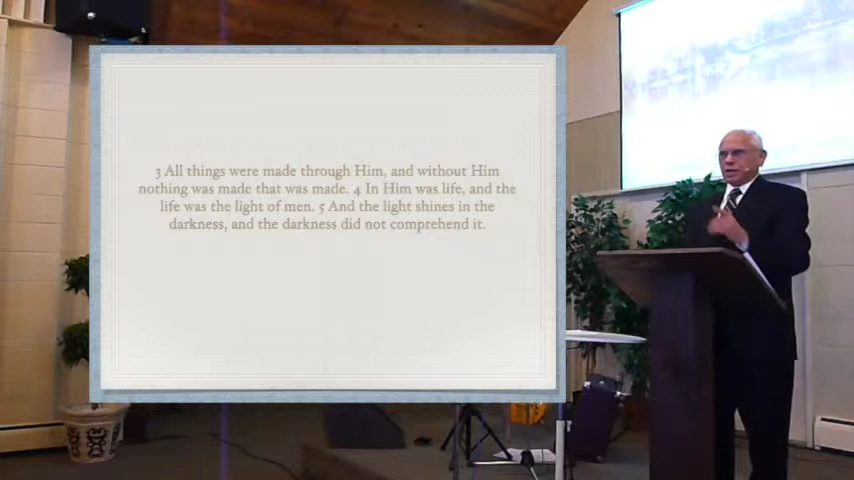 3 All things were made through Him, and without Him
nothing was made that was made. 4 In Him was life, and the
life was the light of men. 5 And the light shines in the
darkness, and the darkness did not comprehend it.